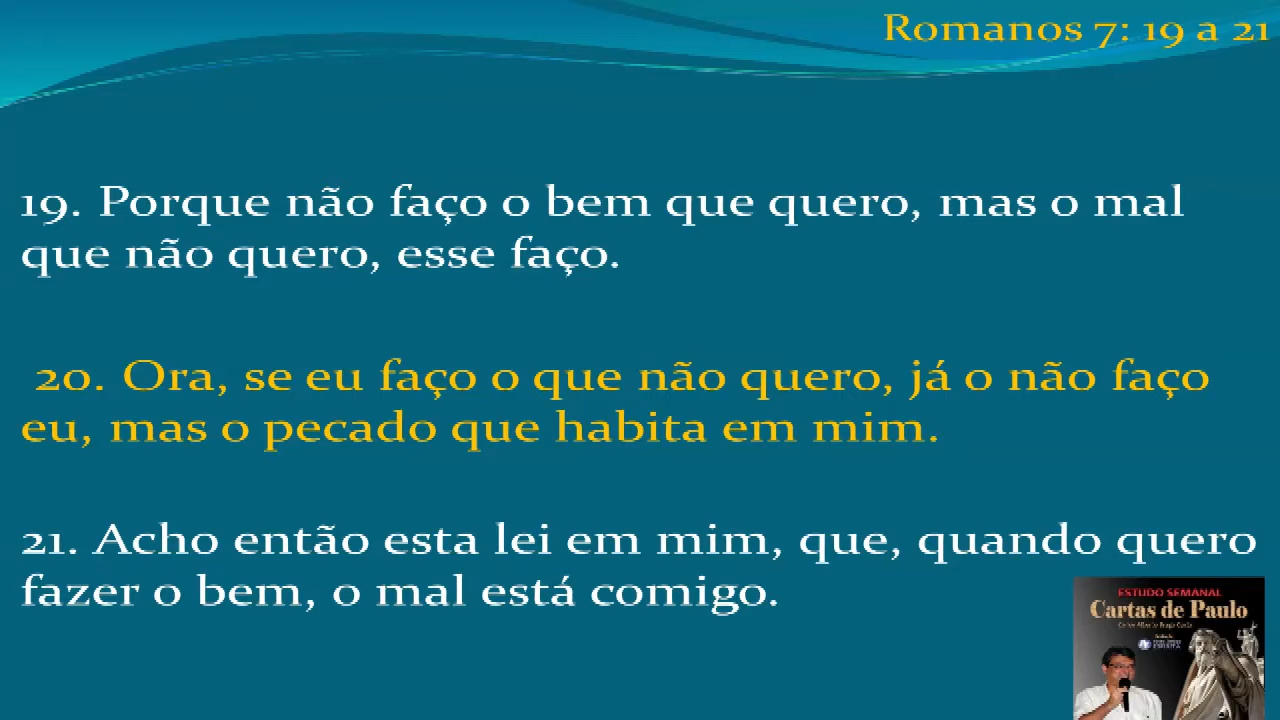 Romanos 7: 19 a 21
19. Porque não faço o bem que quero, mas o mal
que não quero, esse faço.
20. Ora, se eu faço o que não quero, já o não faço
eu, mas o pecado que habita em mim.
21. Acho então esta lei em mim, que, quando quero
fazer o bem, o mal está comigo.
ESTUDO SEMANAL
Cartas de Paulo